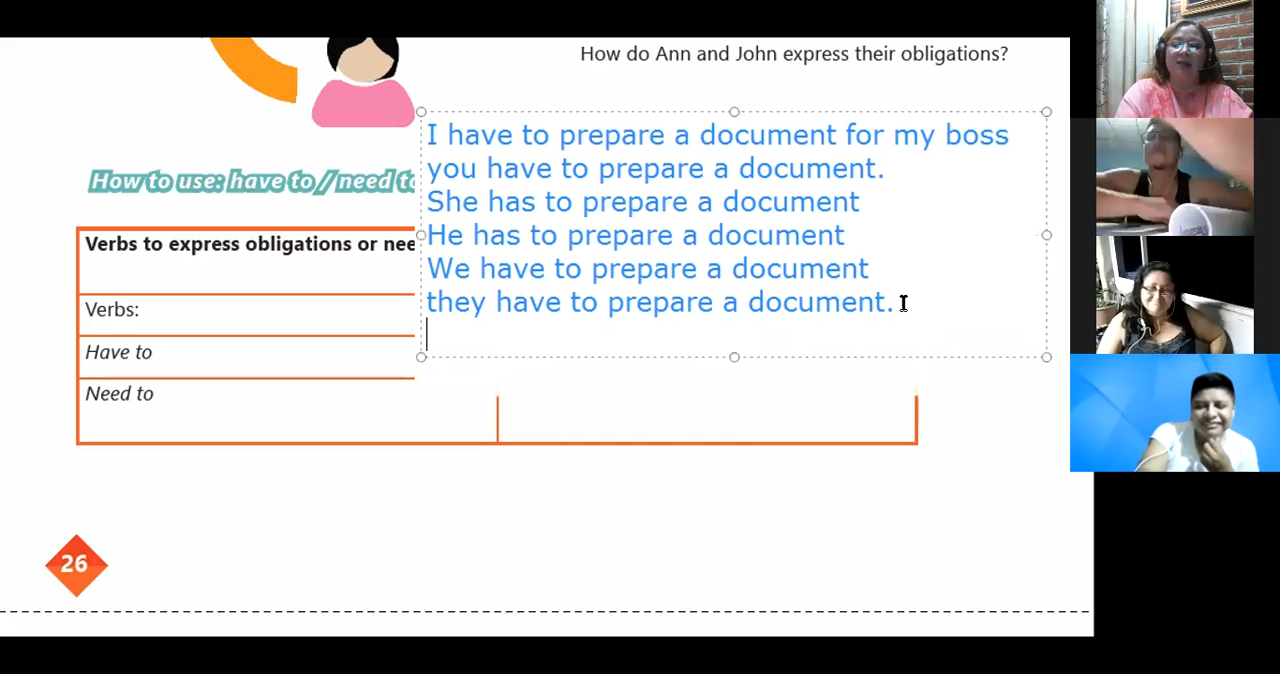 How do Ann and John express their obligations?
I have to prepare a document for my boss
you have to prepare a document.
She has to prepare a document
He has to prepare a document
We have to prepare a document
they have to prepare a document.
How to use: have to / need to
Verbs to express obligations or nee
Verbs:
Have to
Need to
26